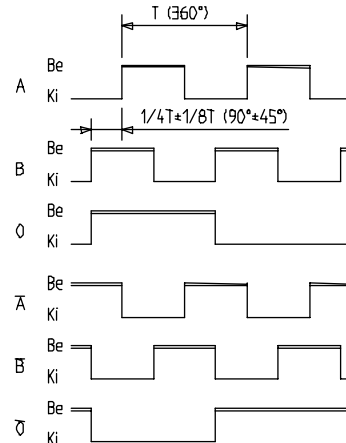 T (360°)
Be
A
Ki
1/4T±1/8T (90°±45°)
Be
B
Ki
Be
0
Ki
Be
A̅
Ki
Be
B̅
Ki
Be
0̅
Ki